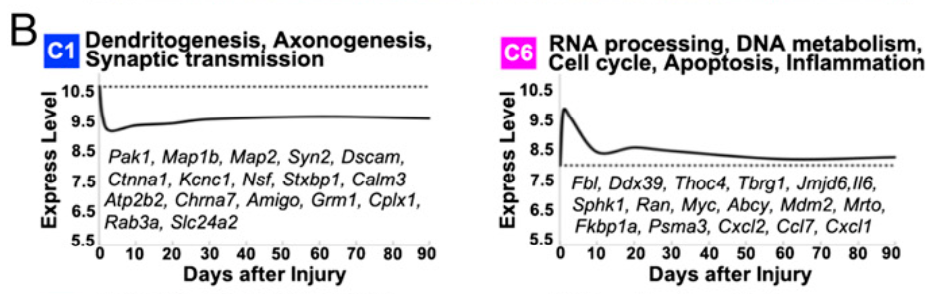 B
C1 Dendritogenesis, Axonogenesis,
Synaptic transmission
Express Level
10.5
9.5
8.5
7.5
6.5
5.5
Pak1, Map1b, Map2, Syn2, Dscam,
Ctnna1, Kcnc1, Nsf, Stxbp1, Calm3
Atp2b2, Chrna7, Amigo, Grm1, Cplx1,
Rab3a, Slc24a2
0 10 20 30 40 50 60 70 80 90
Days after Injury
C6 RNA processing, DNA metabolism,
Cell cycle, Apoptosis, Inflammation
Express Level
10.5
9.5
8.5
7.5
6.5
5.5
Fbl, Ddx39, Thoc4, Tbrg1, Jmjd6,Il6,
Sphk1, Ran, Myc, Abcy, Mdm2, Mrto,
Fkbp1a, Psma3, Cxcl2, Ccl7, Cxcl1
0 10 20 30 40 50 60 70 80 90
Days after Injury